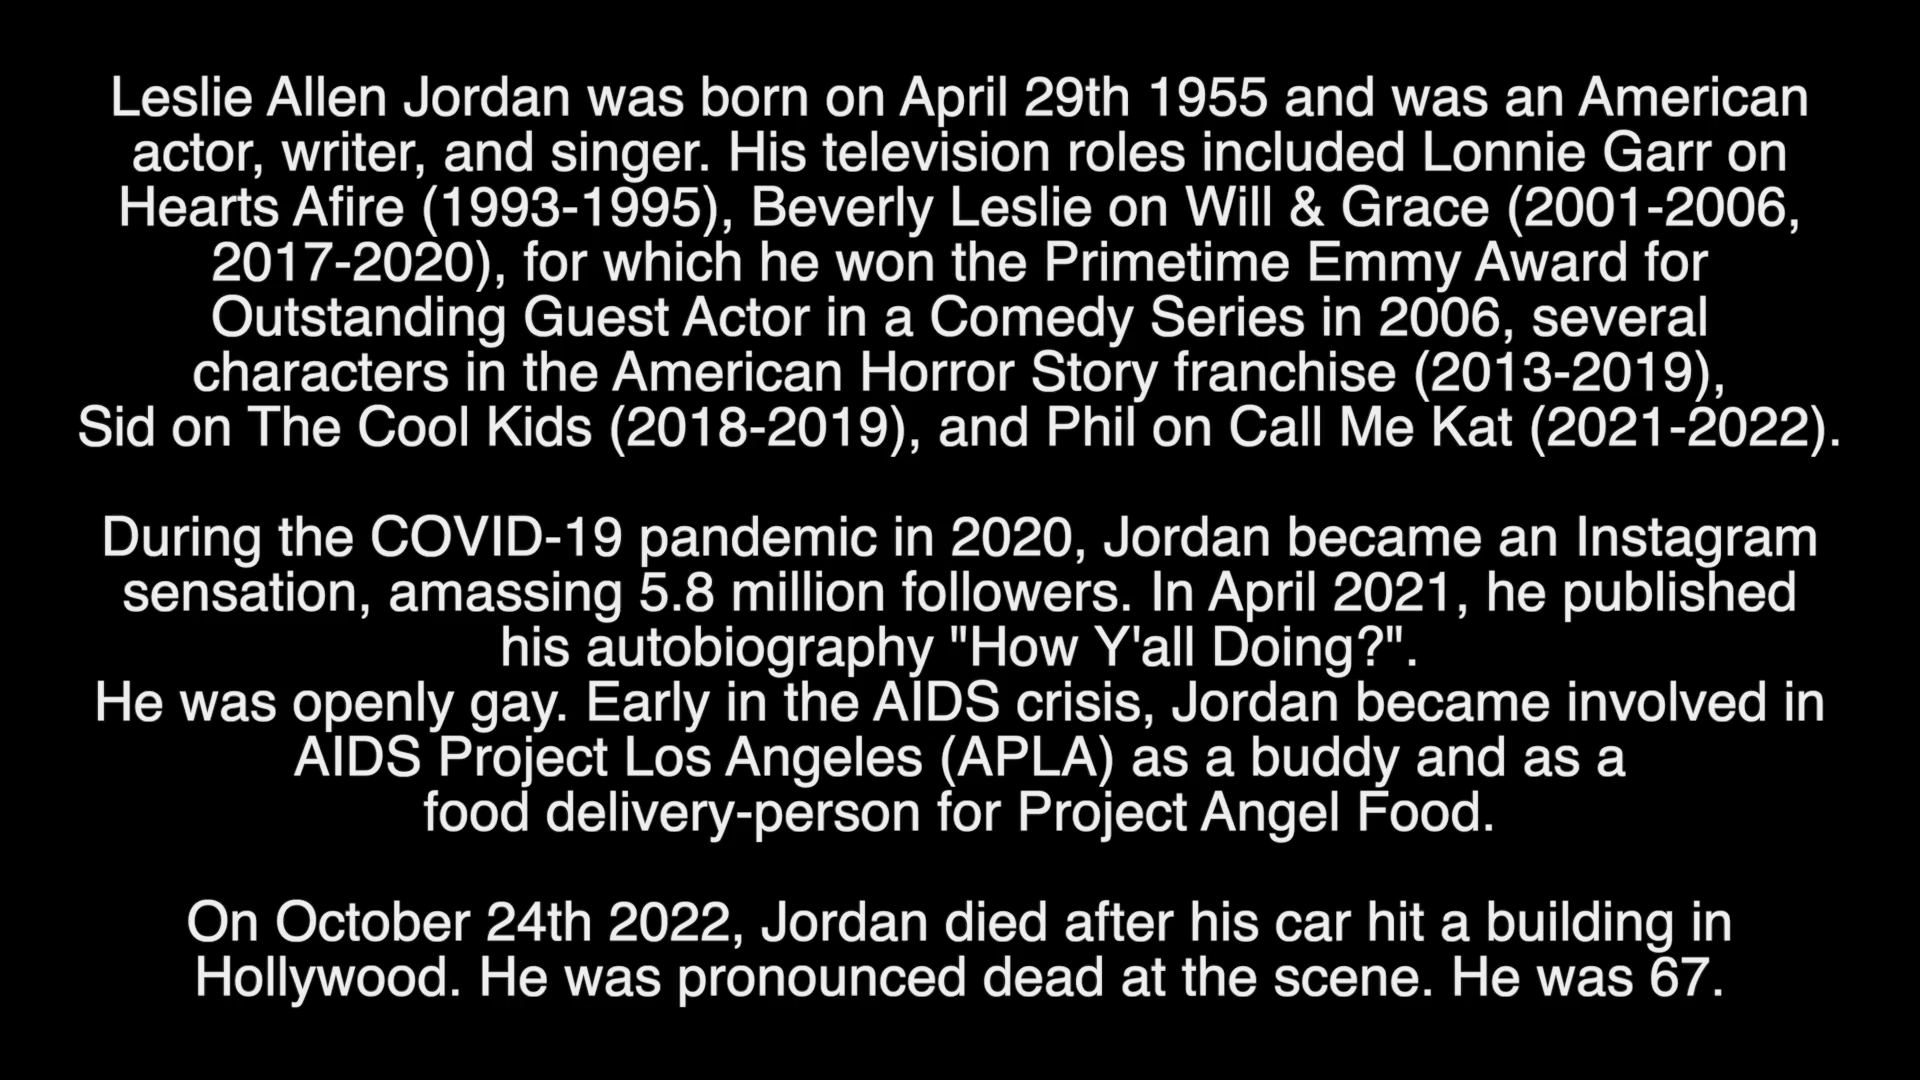 Leslie Allen Jordan was born on April 29th 1955 and was an American
actor, writer, and singer. His television roles included Lonnie Garr on
Hearts Afire (1993-1995), Beverly Leslie on Will & Grace (2001-2006,
2017-2020), for which he won the Primetime Emmy Award for
Outstanding Guest Actor in a Comedy Series in 2006, several
characters in the American Horror Story franchise (2013-2019),
Sid on The Cool Kids (2018-2019), and Phil on Call Me Kat (2021-2022).
During the COVID-19 pandemic in 2020, Jordan became an Instagram
sensation, amassing 5.8 million followers. In April 2021, he published
his autobiography "How Y'all Doing?".
He was openly gay. Early in the AIDS crisis, Jordan became involved in
AIDS Project Los Angeles (APLA) as a buddy and as a
food delivery-person for Project Angel Food.
On October 24th 2022, Jordan died after his car hit a building in
Hollywood. He was pronounced dead at the scene. He was 67.